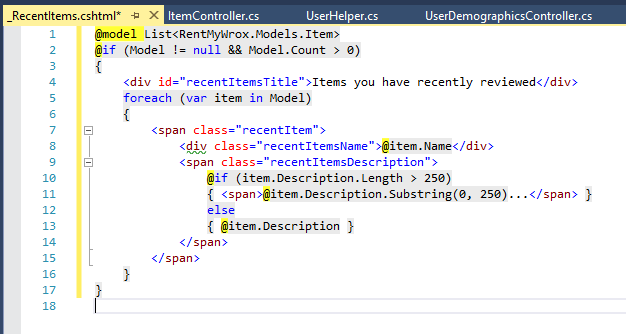 _RecentItems.cshtml* ItemController.cs UserHelper.cs UserDemographicsController.cs
1 @model List<RentMyWrox.Models.Item>
2 @if (Model != null && Model.Count > 0)
3 {
4 <div id="recentItemsTitle">Items you have recently reviewed</div>
5 foreach (var item in Model)
6 {
7 <span class="recentItem">
8 <div class="recentItemsName">@item.Name</div>
9 <span class="recentItemsDescription">
10 @if (item.Description.Length > 250)
11 { <span>@item.Description.Substring(0, 250)...</span> }
12 else
13 { @item.Description }
14 </span>
15 </span>
16 }
17 }
18